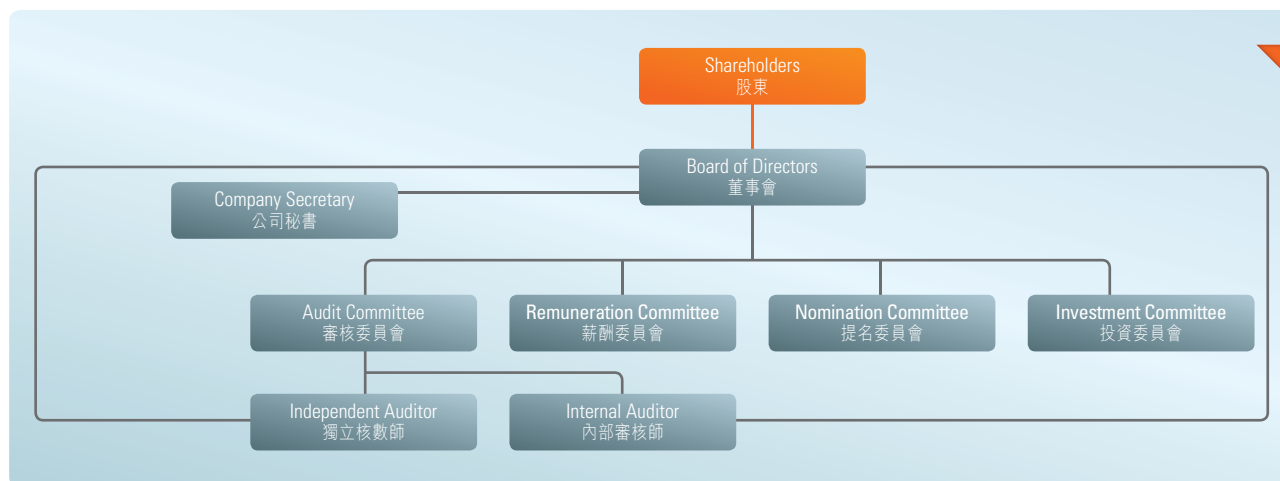 Shareholders
股東
Board of Directors
董事會
Company Secretary
公司秘書
Audit Committee
審核委員會
Remuneration Committee
薪酬委員會
Nomination Committee
提名委員會
Investment Committee
投資委員會
Independent Auditor
獨立核數師
Internal Auditor
內部審核師